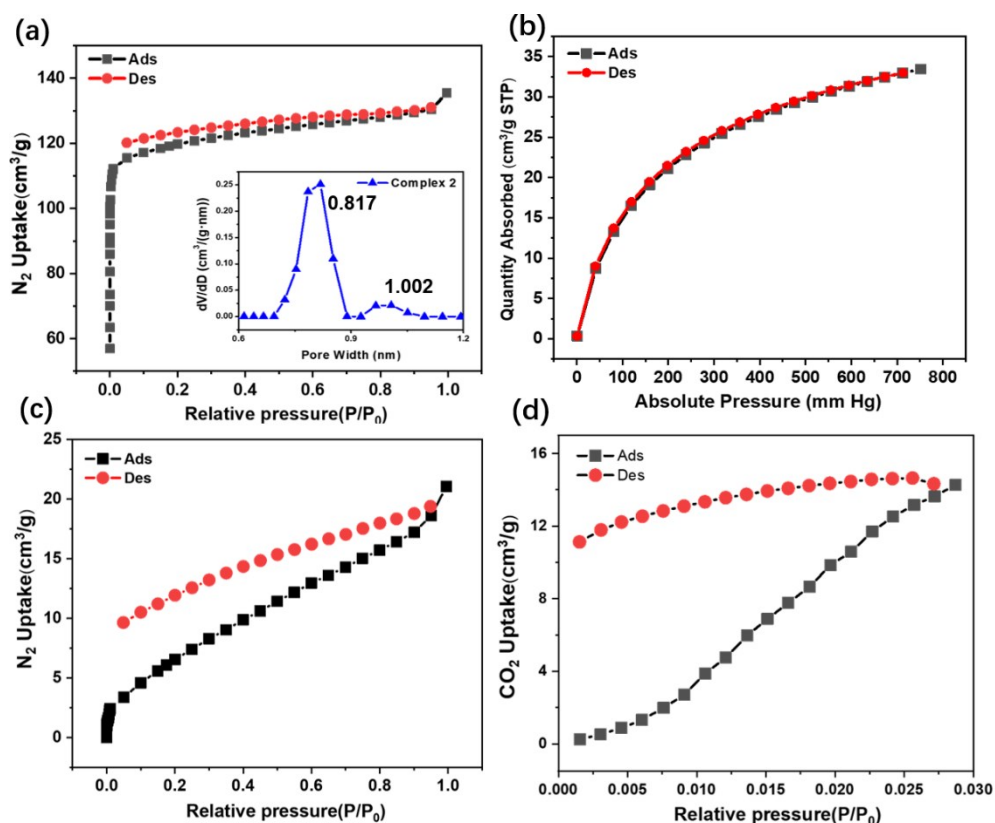 (a)
Ads
Des
N₂ Uptake(cm³/g)
140
120
100
80
60
0.0 0.2 0.4 0.6 0.8 1.0
Relative pressure(P/P₀)
Complex 2
0.817
1.002
dV/dD (cm³/(g·nm))
0.25
0.20
0.15
0.10
0.05
0.00
0.6 0.9 1.2
Pore Width (nm)
(b)
Ads
Des
Quantity Absorbed (cm³/g STP)
35
30
25
20
15
10
5
0
0 100 200 300 400 500 600 700 800
Absolute Pressure (mm Hg)
(c)
Ads
Des
N₂ Uptake(cm³/g)
25
20
15
10
5
0
0.0 0.2 0.4 0.6 0.8 1.0
Relative pressure(P/P₀)
(d)
Ads
Des
CO₂ Uptake(cm³/g)
16
12
8
4
0
0.000 0.005 0.010 0.015 0.020 0.025 0.030
Relative pressure(P/P₀)